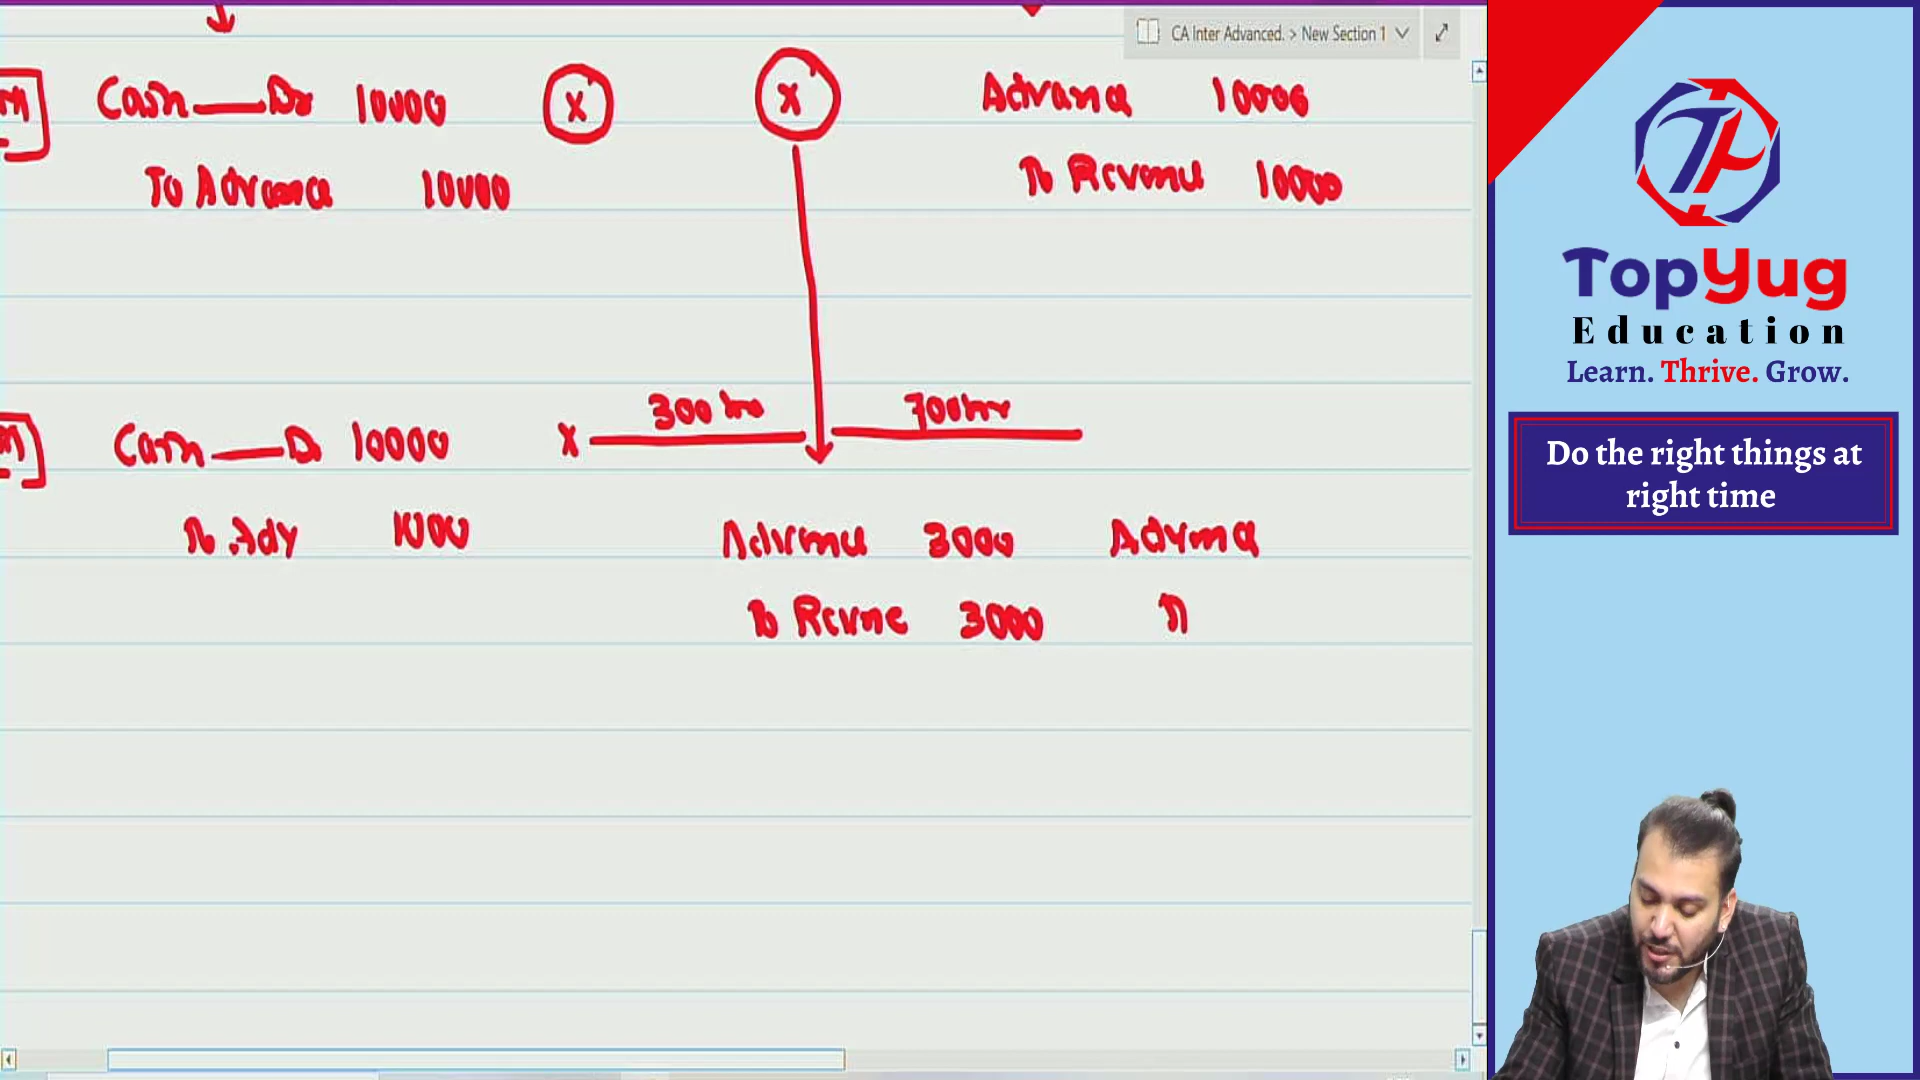 CA Inter Advanced. > New Section 1
Cash — Dr 10000 X X Advance 10000
To Advance 10000 To Revenue 10000
300 hrs 700 hrs
Cash — Dr 10000 X
To Adv 1000 Advance 3000 Advance
To Revnue 3000 To
TopYug
Education
Learn. Thrive. Grow.
Do the right things at
right time